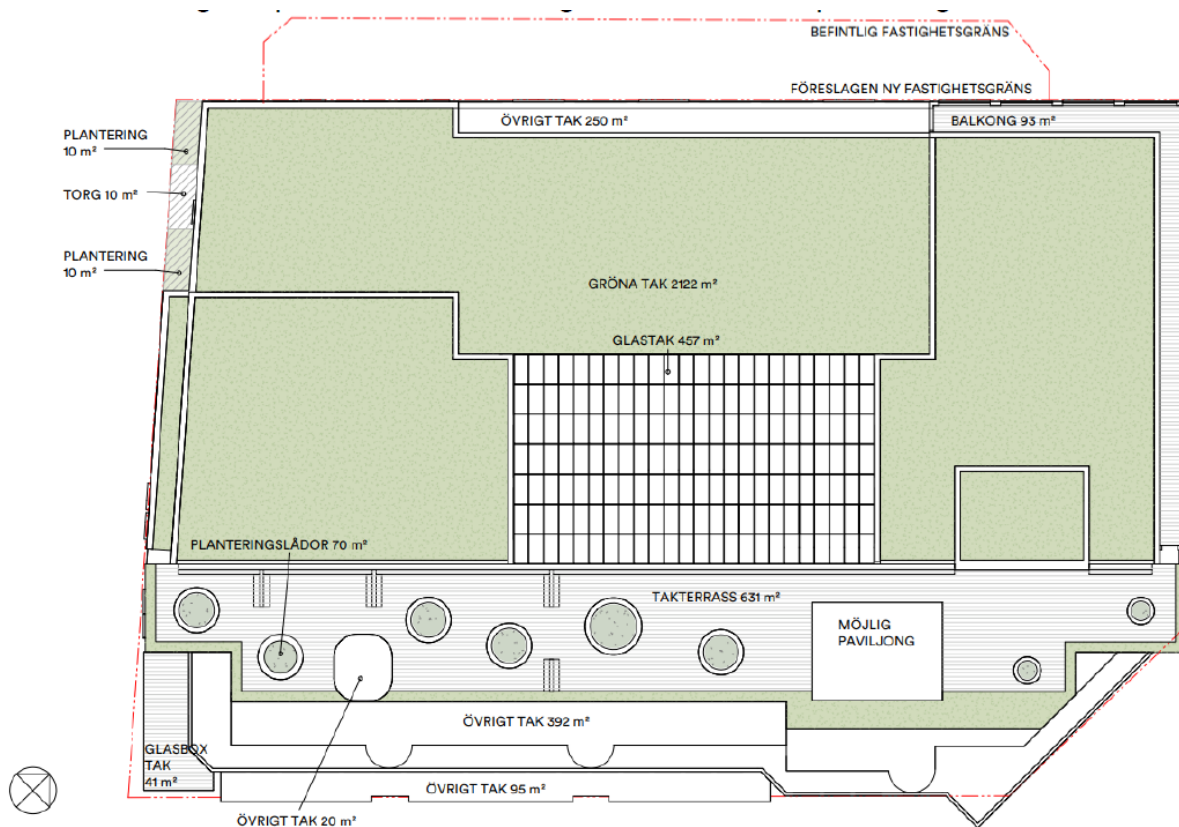 BEFINTLIG FASTIGHETSGRÄNS
FÖRESLAGEN NY FASTIGHETSGRÄNS
ÖVRIGT TAK 250 m²
BALKONG 93 m²
PLANTERING
10 m²
TORG 10 m²
PLANTERING
10 m²
GRÖNA TAK 2122 m²
GLASTAK 457 m²
PLANTERINGSLÅDOR 70 m²
TAKTERRASS 631 m²
MÖJLIG
PAVILJONG
ÖVRIGT TAK 392 m²
GLASBOX
TAK
41 m²
ÖVRIGT TAK 95 m²
ÖVRIGT TAK 20 m²